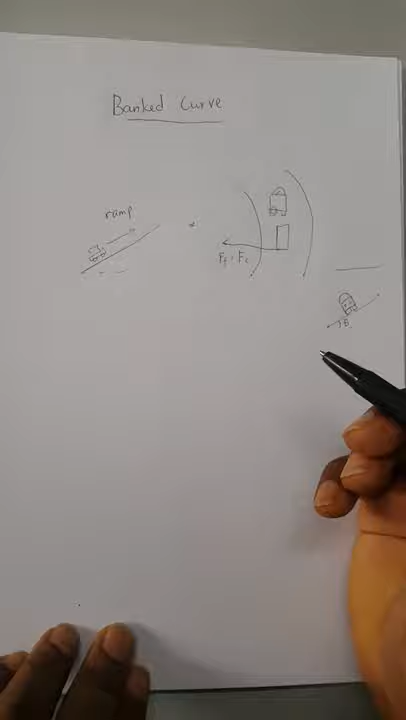 Banked Curve
ramp
Ff = Fc
θ